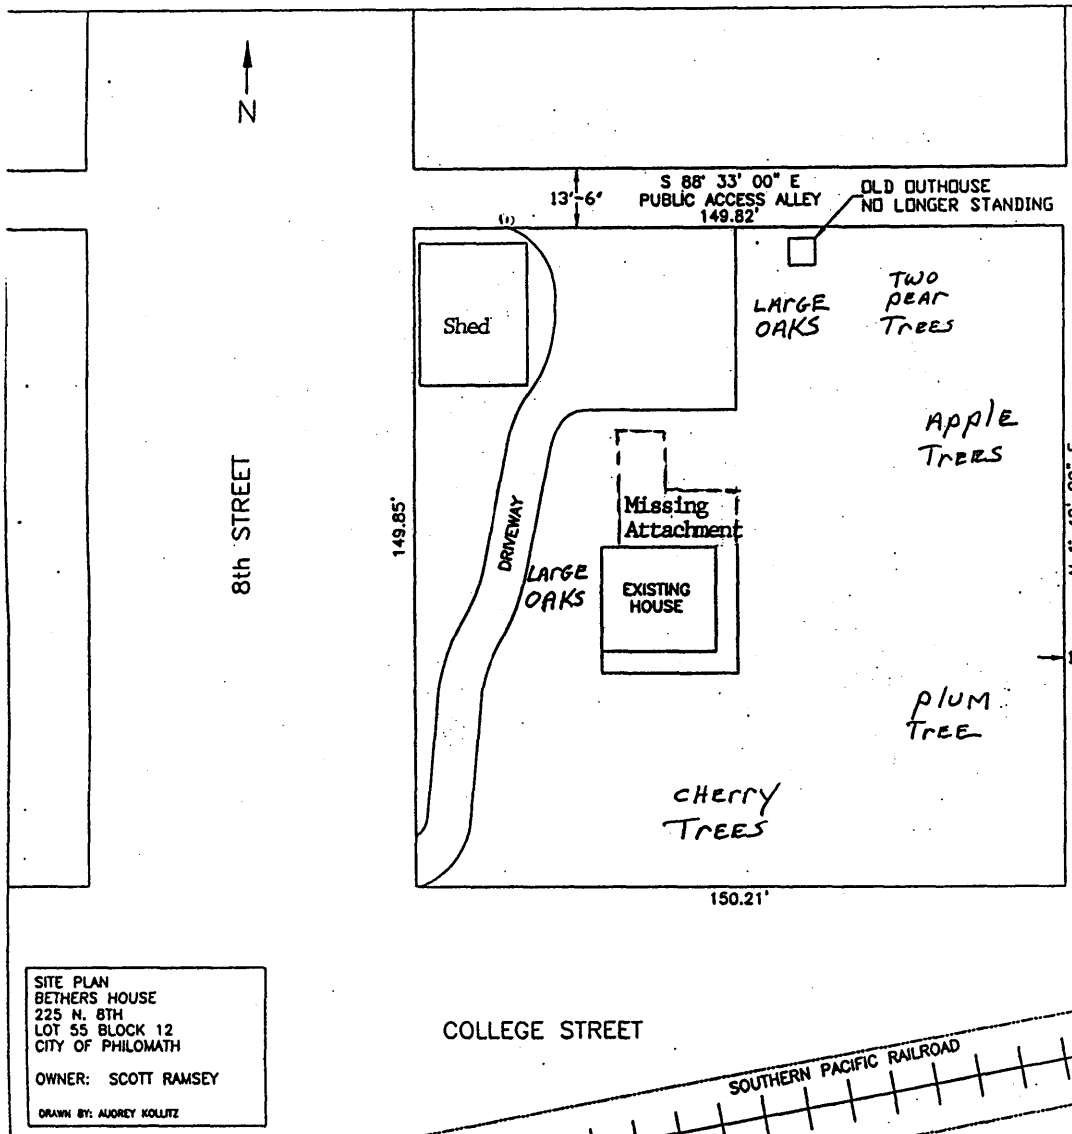 N
S 88° 33' 00" E
PUBLIC ACCESS ALLEY
149.82'
13'-6"
OLD OUTHOUSE
NO LONGER STANDING
(1)
Shed
LARGE
OAKS
TWO
PEAR
TREES
APPLE
TREES
8th STREET
149.85'
DRIVEWAY
Missing
Attachment
LARGE
OAKS
EXISTING
HOUSE
PLUM
TREE
CHERRY
TREES
150.21'
SITE PLAN
BETHERS HOUSE
225 N. 8TH
LOT 55 BLOCK 12
CITY OF PHILOMATH
OWNER: SCOTT RAMSEY
DRAWN BY: AUDREY KOLLITZ
COLLEGE STREET
SOUTHERN PACIFIC RAILROAD